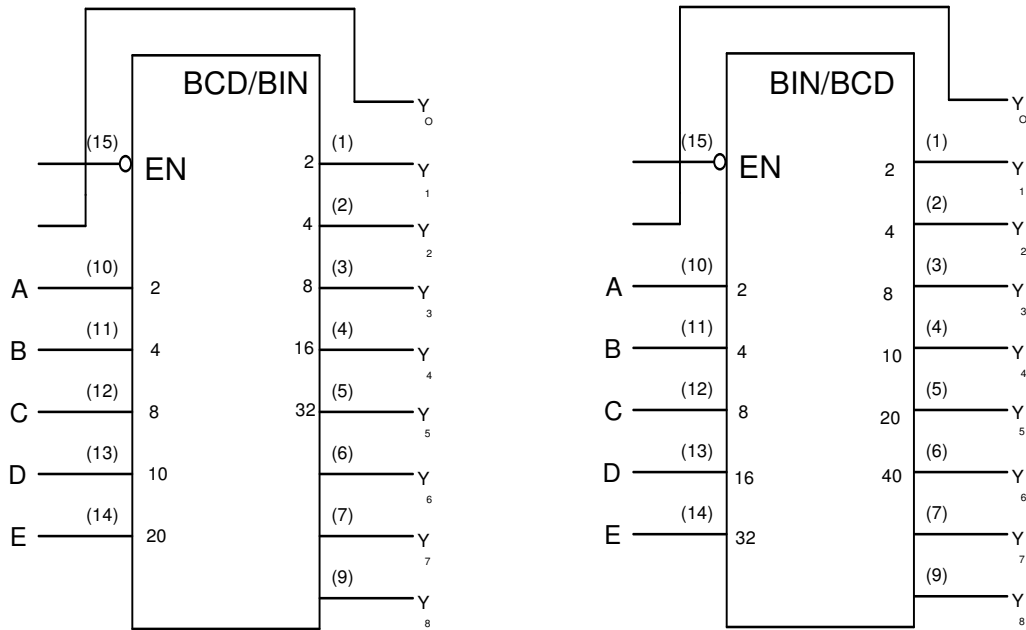 BCD/BIN
Y
O
(15)
EN
2
(1)
Y
1
4
(2)
Y
2
A
(10)
2
8
(3)
Y
3
B
(11)
4
16
(4)
Y
4
C
(12)
8
32
(5)
Y
5
D
(13)
10
(6)
Y
6
E
(14)
20
(7)
Y
7
(9)
Y
8
BIN/BCD
Y
O
(15)
EN
2
(1)
Y
1
4
(2)
Y
2
A
(10)
2
8
(3)
Y
3
B
(11)
4
10
(4)
Y
4
C
(12)
8
20
(5)
Y
5
D
(13)
16
40
(6)
Y
6
E
(14)
32
(7)
Y
7
(9)
Y
8